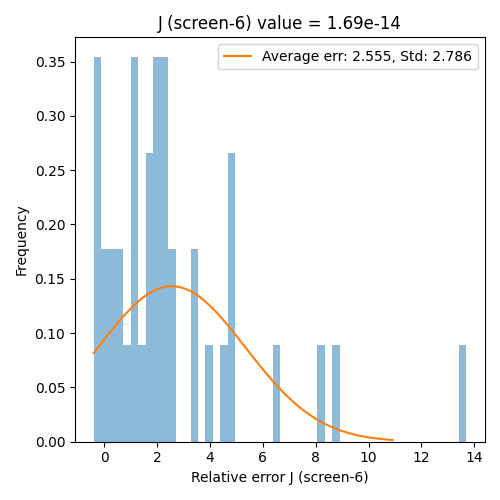 J (screen-6) value = 1.69e-14
Average err: 2.555, Std: 2.786
Frequency
0.35
0.30
0.25
0.20
0.15
0.10
0.05
0.00
0 2 4 6 8 10 12 14
Relative error J (screen-6)